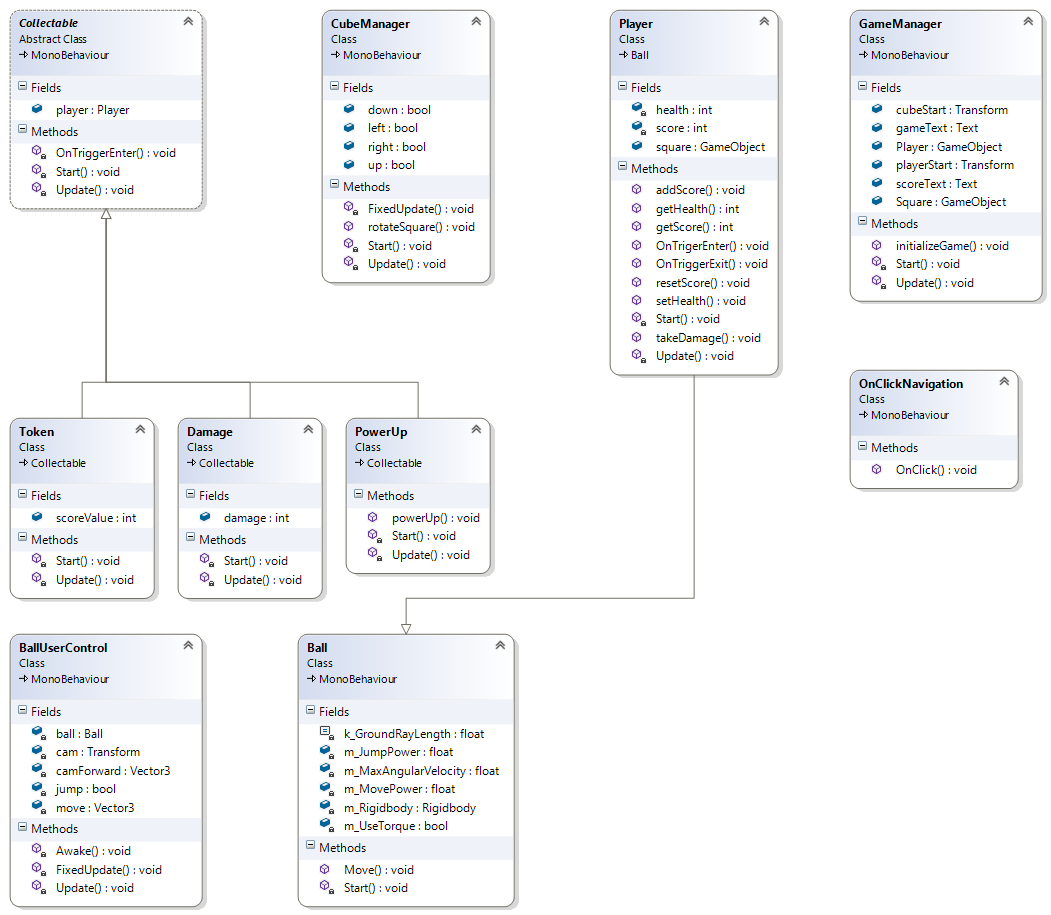 Collectable
Abstract Class
MonoBehaviour
Fields
player : Player
Methods
OnTriggerEnter() : void
Start() : void
Update() : void
CubeManager
Class
MonoBehaviour
Fields
down : bool
left : bool
right : bool
up : bool
Methods
FixedUpdate() : void
rotateSquare() : void
Start() : void
Update() : void
Player
Class
Ball
Fields
health : int
score : int
square : GameObject
Methods
addScore() : void
getHealth() : int
getScore() : int
OnTrigerEnter() : void
OnTriggerExit() : void
resetScore() : void
setHealth() : void
Start() : void
takeDamage() : void
Update() : void
GameManager
Class
MonoBehaviour
Fields
cubeStart : Transform
gameText : Text
Player : GameObject
playerStart : Transform
scoreText : Text
Square : GameObject
Methods
initializeGame() : void
Start() : void
Update() : void
OnClickNavigation
Class
MonoBehaviour
Methods
OnClick() : void
Token
Class
Collectable
Fields
scoreValue : int
Methods
Start() : void
Update() : void
Damage
Class
Collectable
Fields
damage : int
Methods
Start() : void
Update() : void
PowerUp
Class
Collectable
Methods
powerUp() : void
Start() : void
Update() : void
BallUserControl
Class
MonoBehaviour
Fields
ball : Ball
cam : Transform
camForward : Vector3
jump : bool
move : Vector3
Methods
Awake() : void
FixedUpdate() : void
Update() : void
Ball
Class
MonoBehaviour
Fields
k_GroundRayLength : float
m_JumpPower : float
m_MaxAngularVelocity : float
m_MovePower : float
m_Rigidbody : Rigidbody
m_UseTorque : bool
Methods
Move() : void
Start() : void